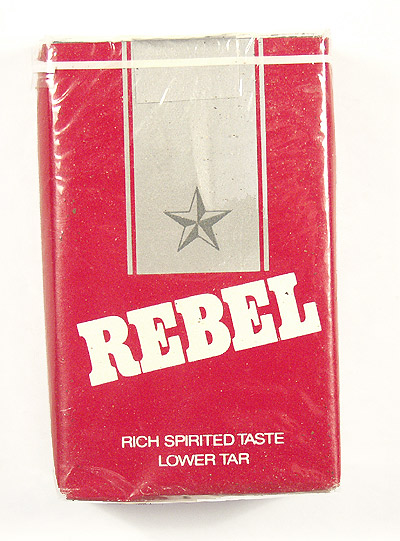 REBEL
RICH SPIRITED TASTE
LOWER TAR